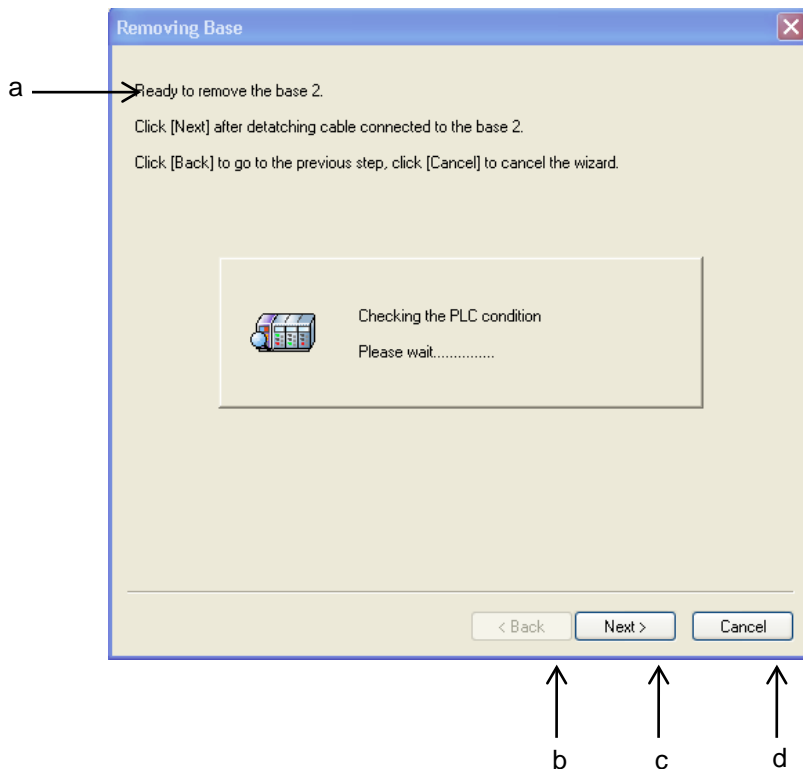 Removing Base
a
Ready to remove the base 2.
Click [Next] after detatching cable connected to the base 2.
Click [Back] to go to the previous step, click [Cancel] to cancel the wizard.
Checking the PLC condition
Please wait...............
< Back Next > Cancel
b c d